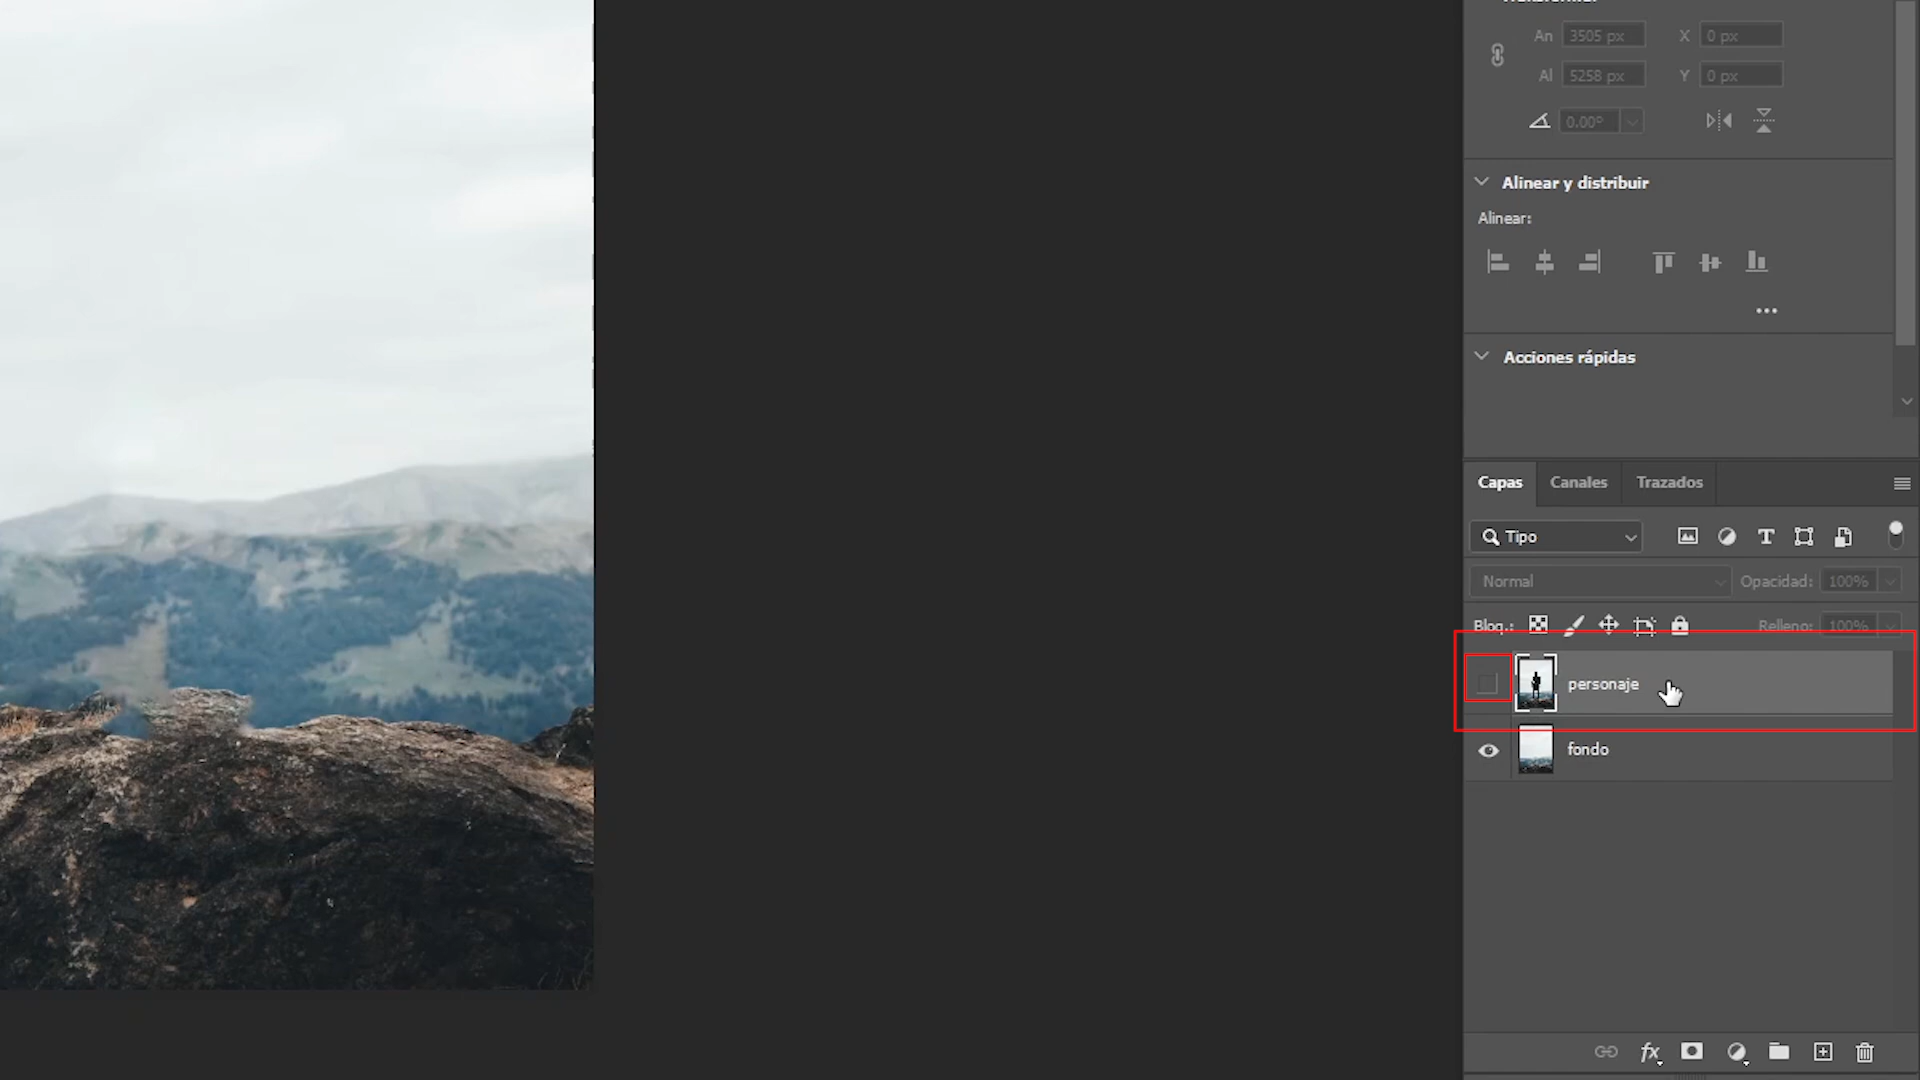 An 3505 px X 0 px
Al 5258 px Y 0 px
0.00°
Alinear y distribuir
Alinear:
Acciones rápidas
Capas Canales Trazados
Tipo
Normal Opacidad: 100%
Bloq.: Relleno: 100%
personaje
fondo
fx